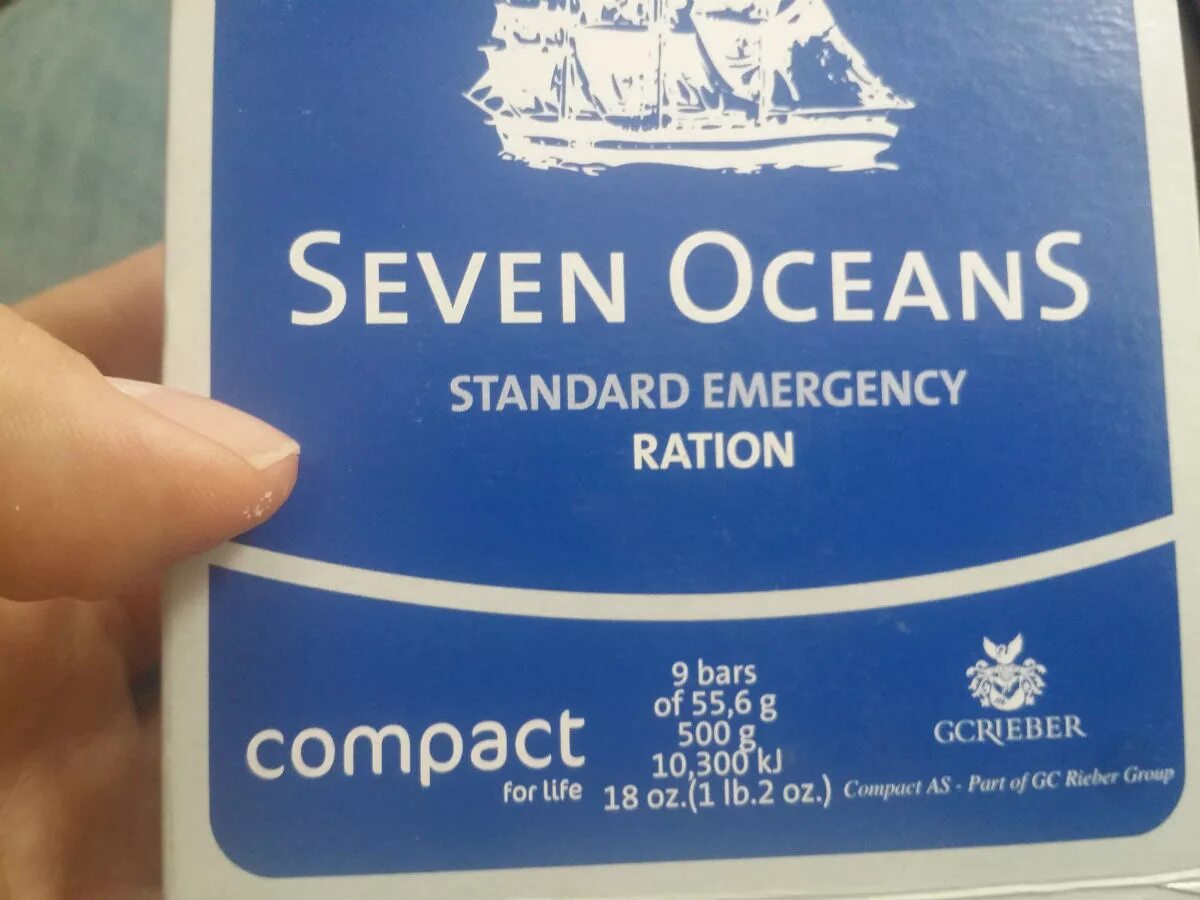 SEVEN OCEANS
STANDARD EMERGENCY
RATION
compact
for life
9 bars
of 55,6 g
500 g
10,300 kJ
18 oz.(1 lb.2 oz.)
GCRIEBER
Compact AS - Part of GC Rieber Group